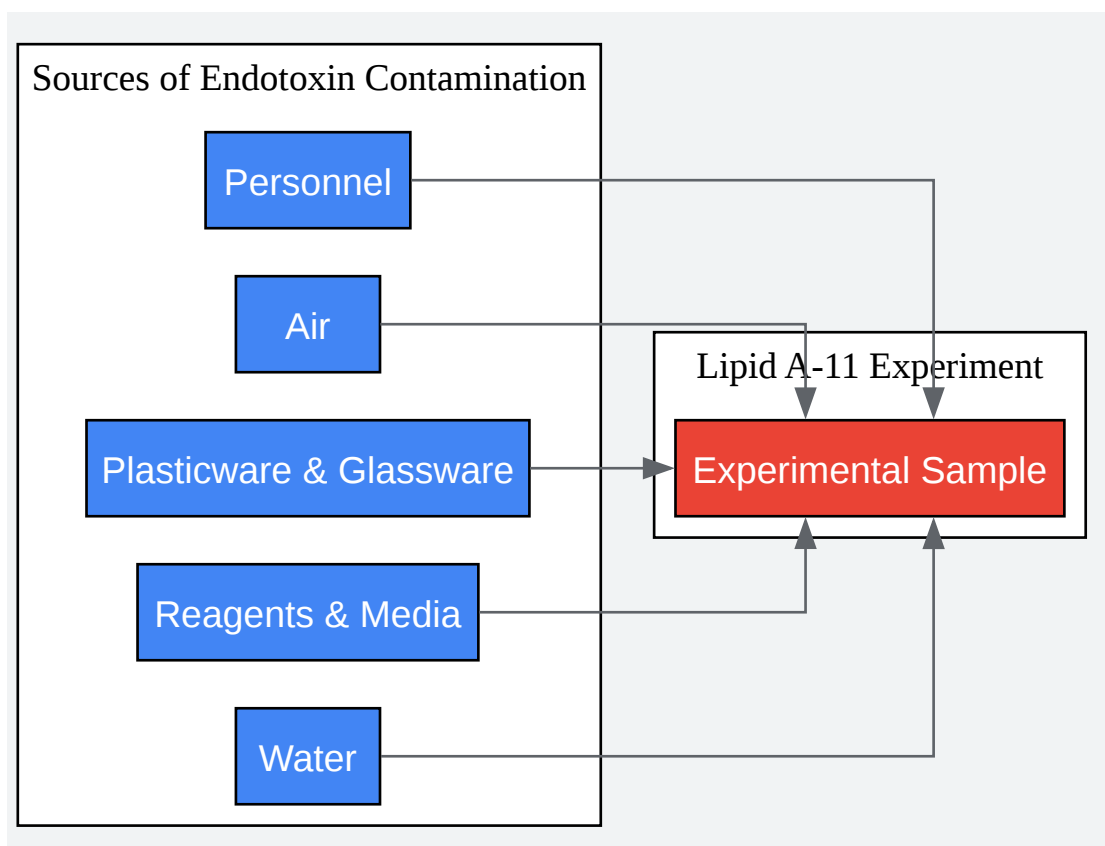 Sources of Endotoxin Contamination
Personnel
Air
Plasticware & Glassware
Reagents & Media
Water
Lipid A-11 Experiment
Experimental Sample